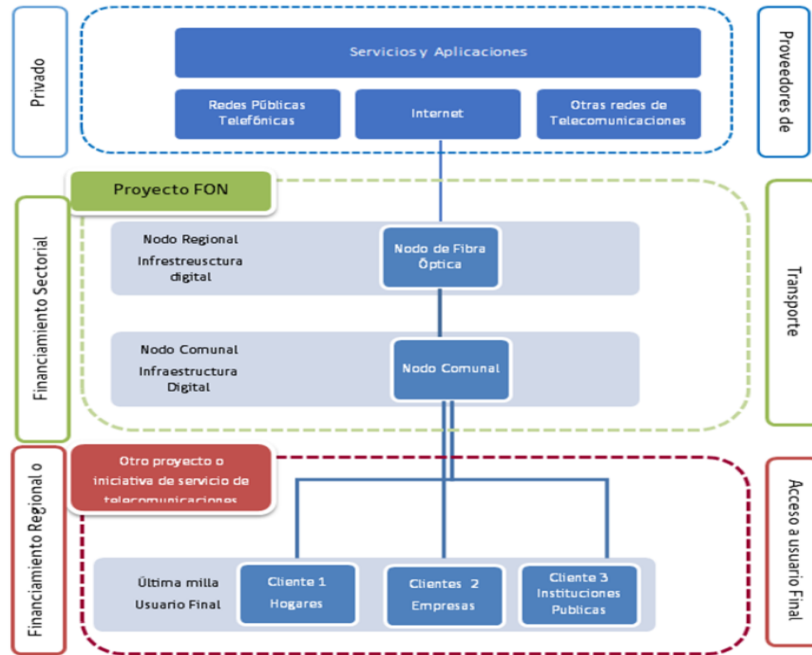 Privado
Servicios y Aplicaciones
Redes Públicas
Telefónicas
Internet
Otras redes de
Telecomunicaciones
Proveedores de
Proyecto FON
Financiamiento Sectorial
Nodo Regional
Infrestreusctura
digital
Nodo de Fibra
Óptica
Nodo Comunal
Infraestructura
Digital
Nodo Comunal
Transporte
Otro proyecto o
iniciativa de servicio de
telecomunicaciones
Financiamiento Regional o
Última milla
Usuario Final
Cliente 1
Hogares
Clientes 2
Empresas
Cliente 3
Instituciones
Publicas
Acceso a usuario Final